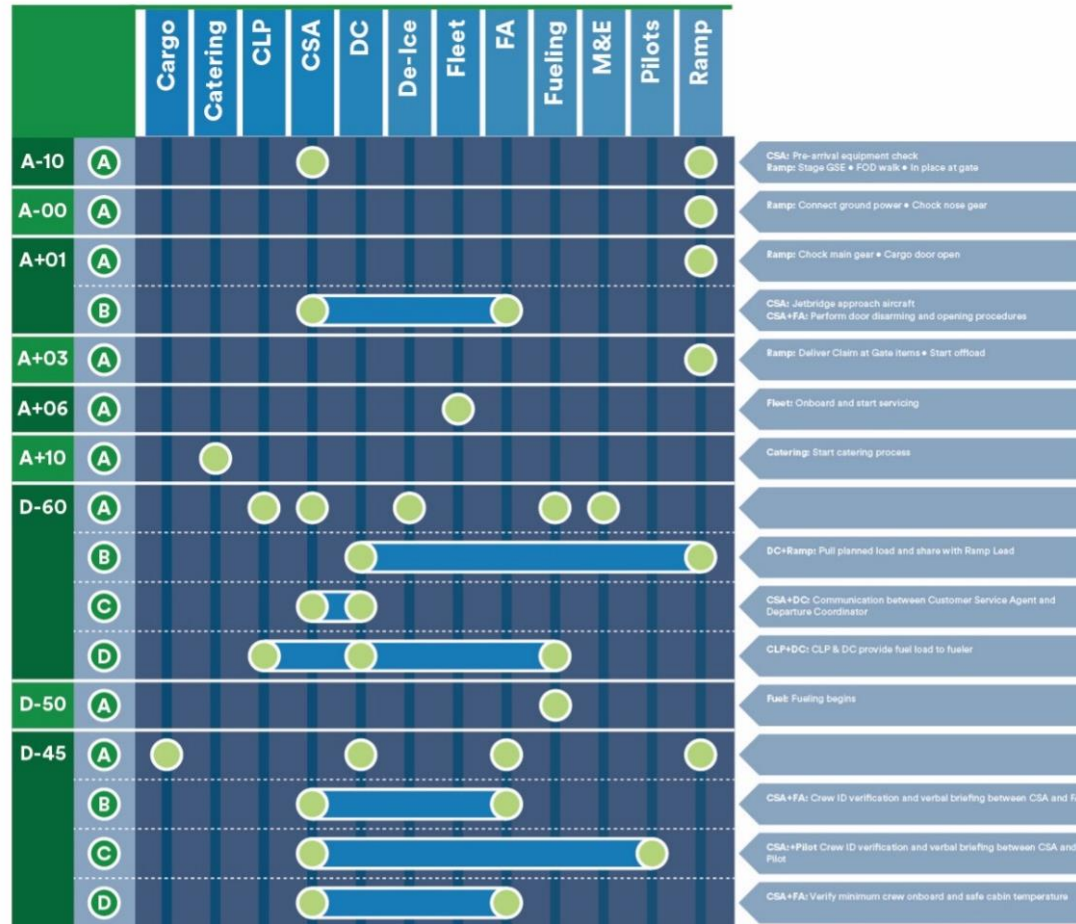 Cargo
Catering
CLP
CSA
DC
De-Ice
Fleet
FA
Fueling
M&E
Pilots
Ramp
A-10
A
CSA: Pre-arrival equipment check
Ramp: Stage GSE • FOD walk • In place at gate
A-00
A
Ramp: Connect ground power • Chock nose gear
A+01
A
Ramp: Chock main gear • Cargo door open
B
CSA: Jetbridge approach aircraft
CSA+FA: Perform door disarming and opening procedures
A+03
A
Ramp: Deliver Claim at Gate items • Start offload
A+06
A
Fleet: Onboard and start servicing
A+10
A
Catering: Start catering process
D-60
A
B
DC+Ramp: Pull planned load and share with Ramp Lead
C
CSA+DC: Communication between Customer Service Agent and
Departure Coordinator
D
CLP+DC: CLP & DC provide fuel load to fueler
D-50
A
Fuel: Fueling begins
D-45
A
B
CSA+FA: Crew ID verification and verbal briefing between CSA and
C
CSA:+Pilot Crew ID verification and verbal briefing between CSA and
Pilot
D
CSA+FA: Verify minimum crew onboard and safe cabin temperature